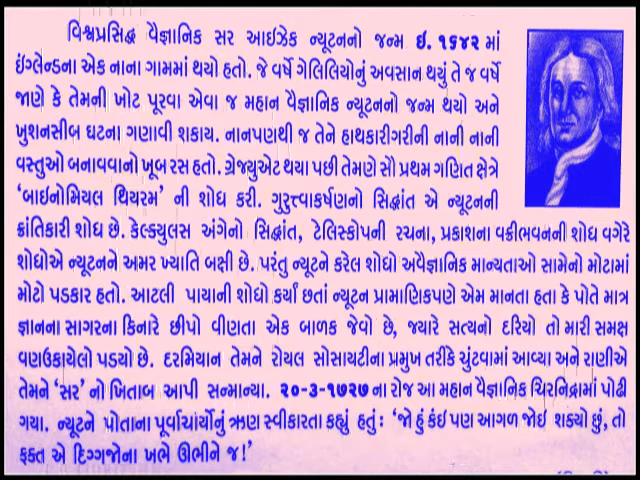 વિશ્વપ્રસિદ્ધ વૈજ્ઞાનિક સર આઇઝેક ન્યૂટનનો જન્મ ઇ. ૧૬૪૨ માં
ઇંગ્લેન્ડના એક નાના ગામમાં થયો હતો. જે વર્ષે ગેલિલિયોનું અવસાન થયું તે જ વર્ષે
જાણે કે તેમની ખોટ પૂરવા એવા જ મહાન વૈજ્ઞાનિક ન્યૂટનનો જન્મ થયો અને
ખુશનસીબ ઘટના ગણાવી શકાય. નાનપણથી જ તેને હાથકારીગરીની નાની નાની
વસ્તુઓ બનાવવાનો ખૂબ રસ હતો. ગ્રેજ્યુએટ થયા પછી તેમણે સૌ પ્રથમ ગણિત ક્ષેત્રે
‘બાઈનોમિયલ થિયરમ’ ની શોધ કરી. ગુરુત્ત્વાકર્ષણનો સિદ્ધાંત એ ન્યૂટનની
ક્રાંતિકારી શોધ છે. કેલ્ક્યુલસ અંગેનો સિદ્ધાંત, ટેલિસ્કોપની રચના, પ્રકાશના વક્રીભવનની શોધ વગેરે
શોધોએ ન્યૂટનને અમર ખ્યાતિ બક્ષી છે. પરંતુ ન્યૂટને કરેલ શોધો અવૈજ્ઞાનિક માન્યતાઓ સામેનો મોટામાં
મોટો પડકાર હતો. આટલી પાયાની શોધો કર્યા છતાં ન્યૂટન પ્રામાણિકપણે એમ માનતા હતા કે પોતે માત્ર
જ્ઞાનના સાગરના કિનારે છીપો વીણતા એક બાળક જેવો છે, જ્યારે સત્યનો દરિયો તો મારી સમક્ષ
વણઉકાયેલો પડ્યો છે. દરમિયાન તેમને રોયલ સોસાયટીના પ્રમુખ તરીકે ચુંટવામાં આવ્યા અને રાણીએ
તેમને ‘સર’ નો ખિતાબ આપી સન્માન્યા. ૨૦-૩-૧૭૨૭ ના રોજ આ મહાન વૈજ્ઞાનિક ચિરનિદ્રામાં પોઢી
ગયા. ન્યૂટને પોતાના પૂર્વાચાર્યોનું ઋણ સ્વીકારતા કહ્યું હતું : ‘જો હું કંઇ પણ આગળ જોઈ શક્યો છું, તો
ફક્ત એ દિગ્ગજોના ખભે ઊભીને જ !’